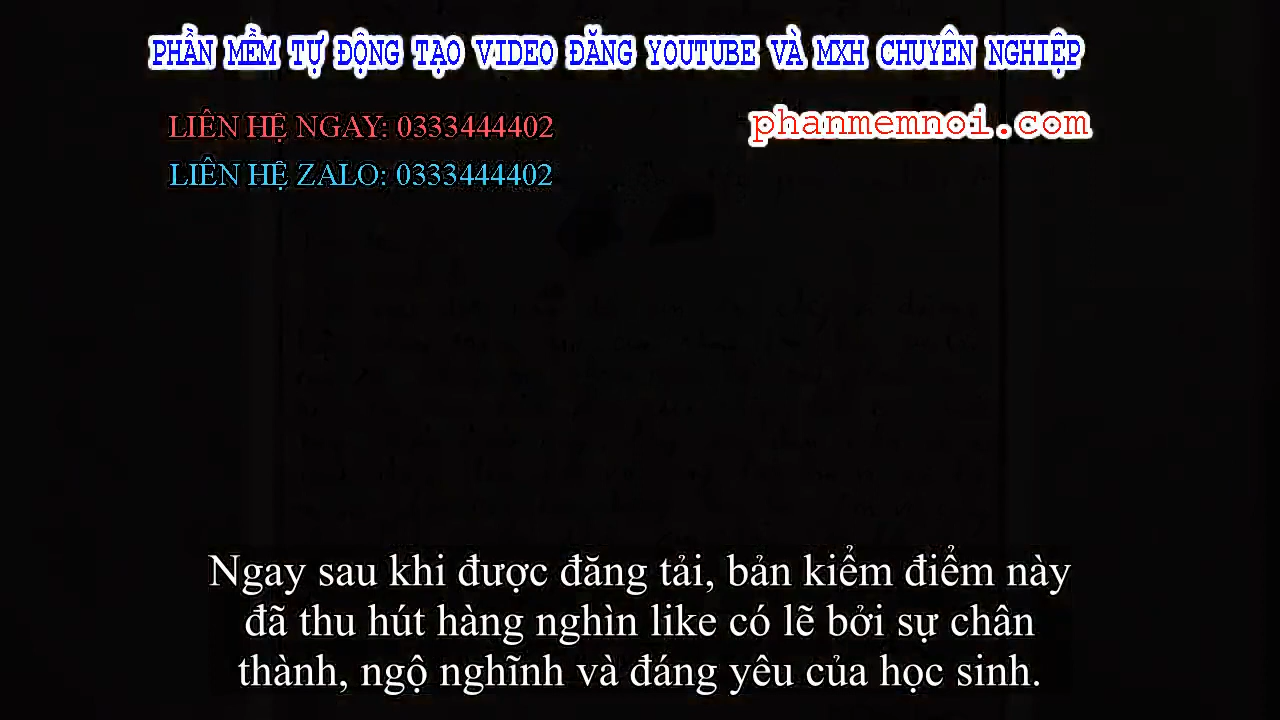 PHẦN MỀM TỰ ĐỘNG TẠO VIDEO ĐĂNG YOUTUBE VÀ MXH CHUYÊN NGHIỆP
LIÊN HỆ NGAY: 0333444402
phanmemnoi.com
LIÊN HỆ ZALO: 0333444402
Ngay sau khi được đăng tải, bản kiểm điểm này
đã thu hút hàng nghìn like có lẽ bởi sự chân
thành, ngộ nghĩnh và đáng yêu của học sinh.